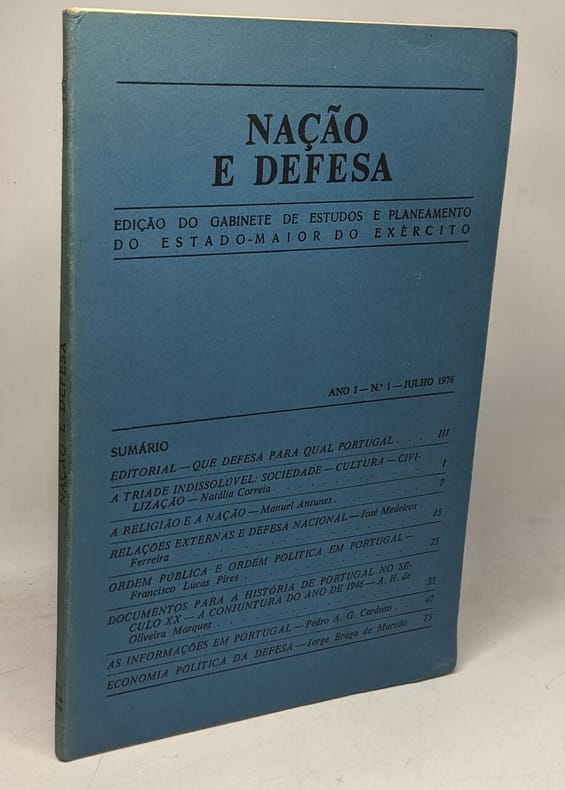 NAÇÃO
E DEFESA
EDIÇÃO DO GABINETE DE ESTUDOS E PLANEAMENTO
DO ESTADO-MAIOR DO EXÉRCITO
ANO I — N.º 1 — JULHO 1976
SUMÁRIO
EDITORIAL — QUE DEFESA PARA QUAL PORTUGAL . . . III
A TRIADE INDISSOLÚVEL: SOCIEDADE — CULTURA — CIVI-
LIZAÇÃO — Natália Correia . . . . . . . . . . 1
A RELIGIÃO E A NAÇÃO — Manuel Antunes . . . . . . 7
RELAÇÕES EXTERNAS E DEFESA NACIONAL — José Medeiros
Ferreira . . . . . . . . . . . . . . . . . 15
ORDEM PÚBLICA E ORDEM POLÍTICA EM PORTUGAL —
Francisco Lucas Pires . . . . . . . . . . . . 25
DOCUMENTOS PARA A HISTÓRIA DE PORTUGAL NO SÉ-
CULO XX — A CONJUNTURA DO ANO DE 1946 — A. H. de
Oliveira Marques . . . . . . . . . . . . . 35
AS INFORMAÇÕES EM PORTUGAL — Pedro A. G. Cardoso . 47
ECONOMIA POLÍTICA DA DEFESA — Jorge Braga de Macedo 75
NAÇÃO E DEFESA